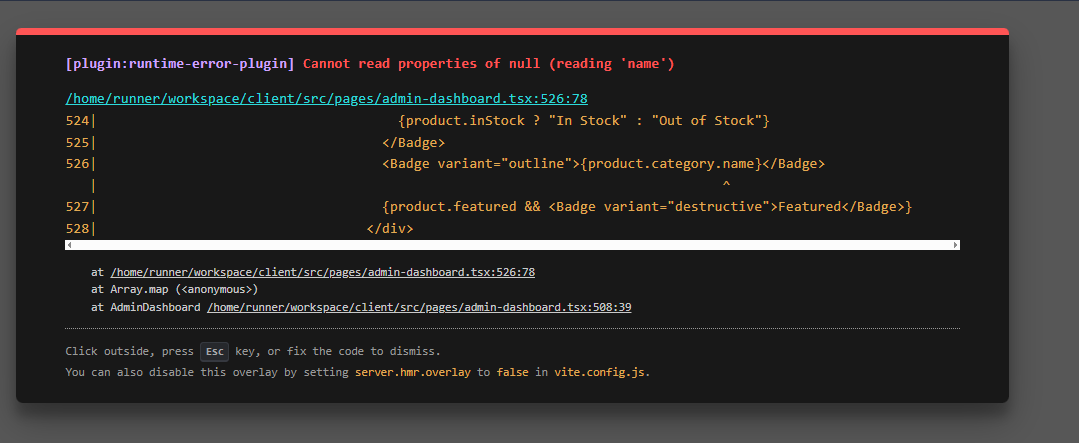 [plugin:runtime-error-plugin] Cannot read properties of null (reading 'name')
/home/runner/workspace/client/src/pages/admin-dashboard.tsx:526:78
524|                                      {product.inStock ? "In Stock" : "Out of Stock"}
525|                                    </Badge>
526|                                    <Badge variant="outline">{product.category.name}</Badge>
   |                                                                               ^
527|                                    {product.featured && <Badge variant="destructive">Featured</Badge>}
528|                                  </div>
at /home/runner/workspace/client/src/pages/admin-dashboard.tsx:526:78
at Array.map (<anonymous>)
at AdminDashboard /home/runner/workspace/client/src/pages/admin-dashboard.tsx:508:39
Click outside, press Esc key, or fix the code to dismiss.
You can also disable this overlay by setting server.hmr.overlay to false in vite.config.js.